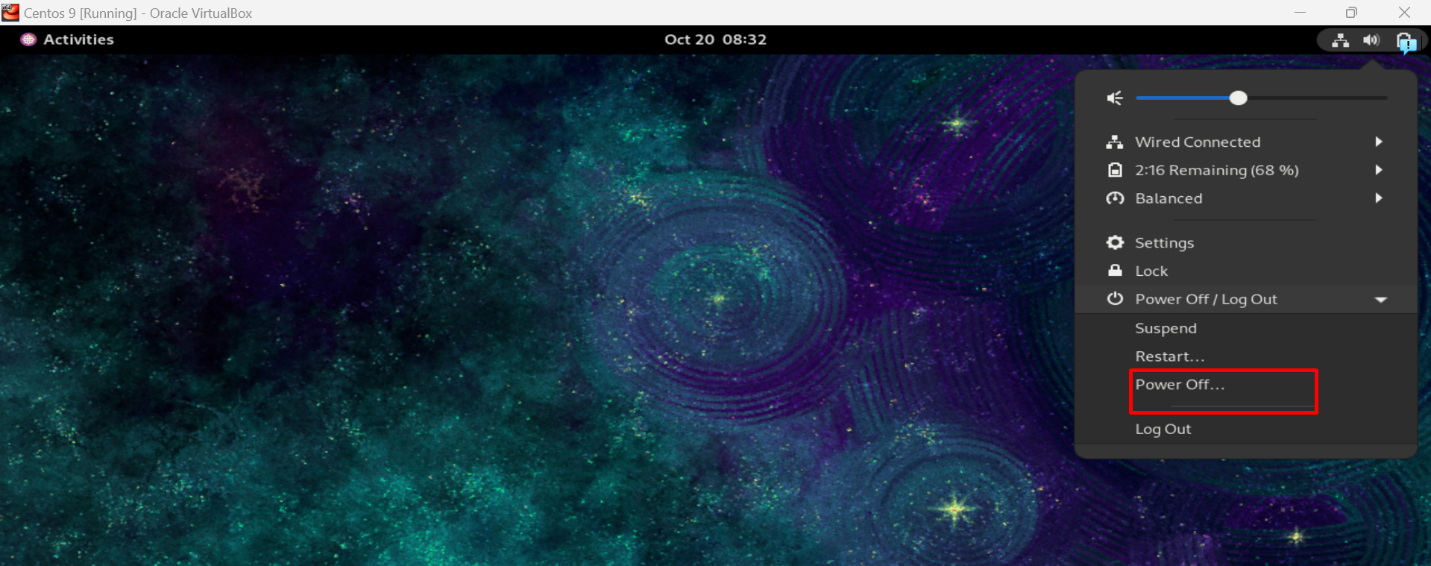 Centos 9 [Running] - Oracle VirtualBox
Activities
Oct 20 08:32
Wired Connected
2:16 Remaining (68 %)
Balanced
Settings
Lock
Power Off / Log Out
Suspend
Restart...
Power Off...
Log Out